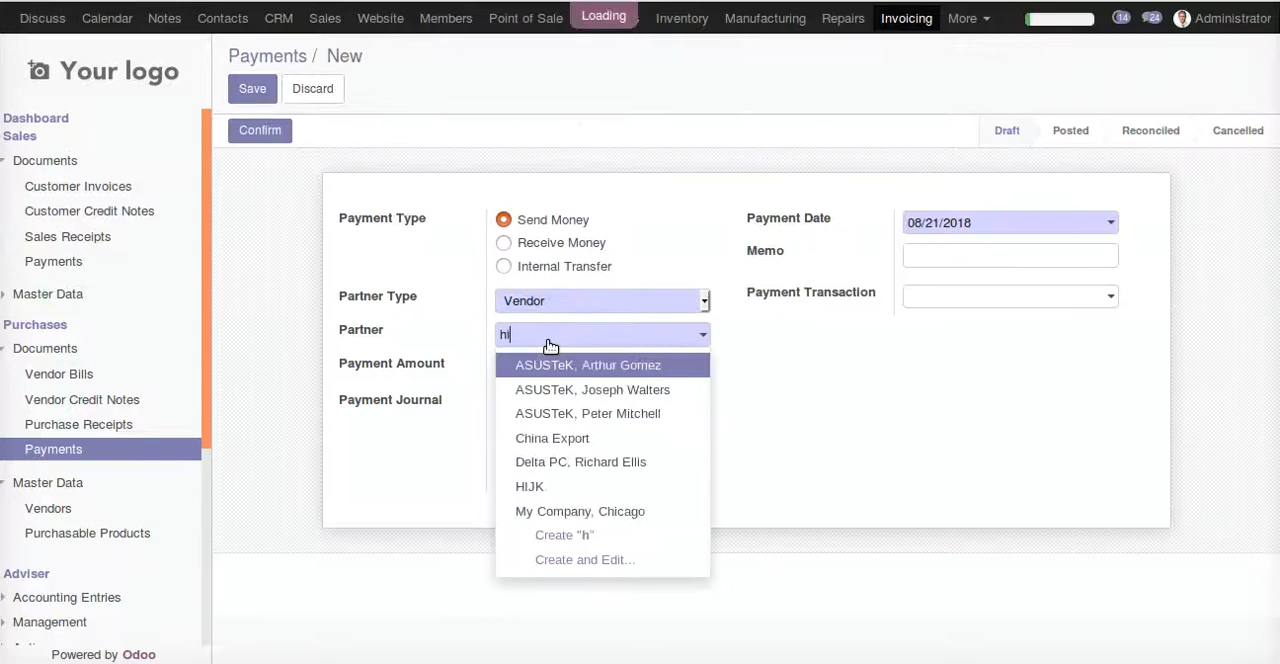 Discuss Calendar Notes Contacts CRM Sales Website Members Point of Sale Loading Inventory Manufacturing Repairs Invoicing More 14 24 Administrator
Your logo
Payments / New
Save Discard
Confirm
Draft Posted Reconciled Cancelled
Dashboard
Sales
Documents
Customer Invoices
Customer Credit Notes
Sales Receipts
Payments
Master Data
Purchases
Documents
Vendor Bills
Vendor Credit Notes
Purchase Receipts
Payments
Master Data
Vendors
Purchasable Products
Adviser
Accounting Entries
Management
Powered by Odoo
Payment Type
Send Money
Receive Money
Internal Transfer
Partner Type
Vendor
Partner
hi
Payment Amount
Payment Journal
ASUSTeK, Arthur Gomez
ASUSTeK, Joseph Walters
ASUSTeK, Peter Mitchell
China Export
Delta PC, Richard Ellis
HIJK
My Company, Chicago
Create "h"
Create and Edit...
Payment Date
08/21/2018
Memo
Payment Transaction